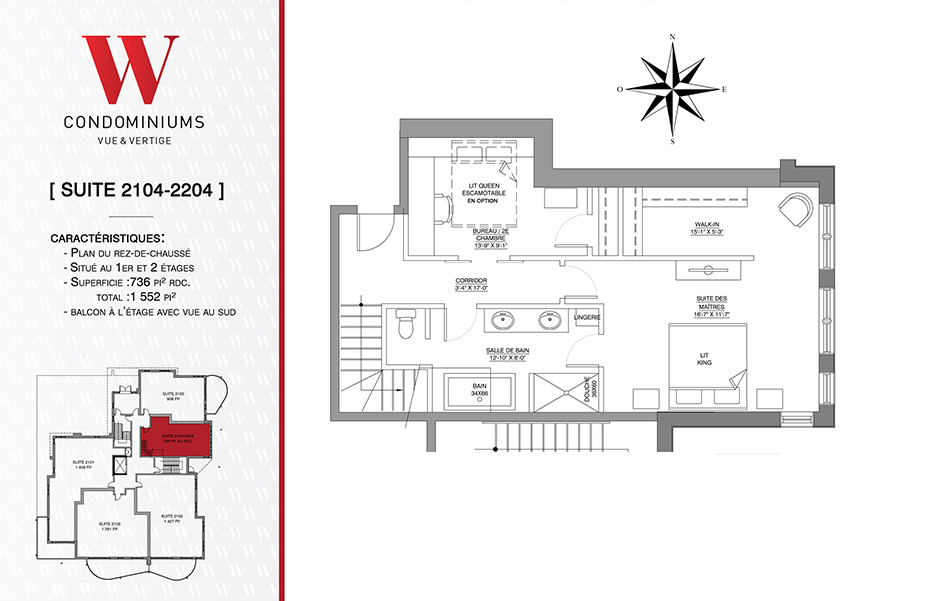 W
CONDOMINIUMS
VUE & VERTIGE
[ SUITE 2104-2204 ]
CARACTÉRISTIQUES:
- PLAN DU REZ-DE-CHAUSSÉ
- SITUÉ AU 1ER ET 2 ÉTAGES
- SUPERFICIE :736 PI² RDC.
TOTAL :1 552 PI²
- BALCON À L'ÉTAGE AVEC VUE AU SUD
SUITE 2105
908 PI²
SUITE 2104-2204
736 PI² AU RDC
SUITE 2101
1 458 PI²
SUITE 2102
SUITE 2103
1 427 PI²
N
O
E
S
LIT QUEEN
ESCAMOTABLE
EN OPTION
BUREAU / 2E
CHAMBRE
13'-9" X 9'-1"
WALK-IN
15'-1" X 5'-3"
CORRIDOR
3'-4" X 17'-0"
SUITE DES
MAÎTRES
16'-7" X 11'-7"
LINGERIE
SALLE DE BAIN
12'-10" X 8'-0"
LIT
KING
BAIN
34X66
DOUCHE
36X60